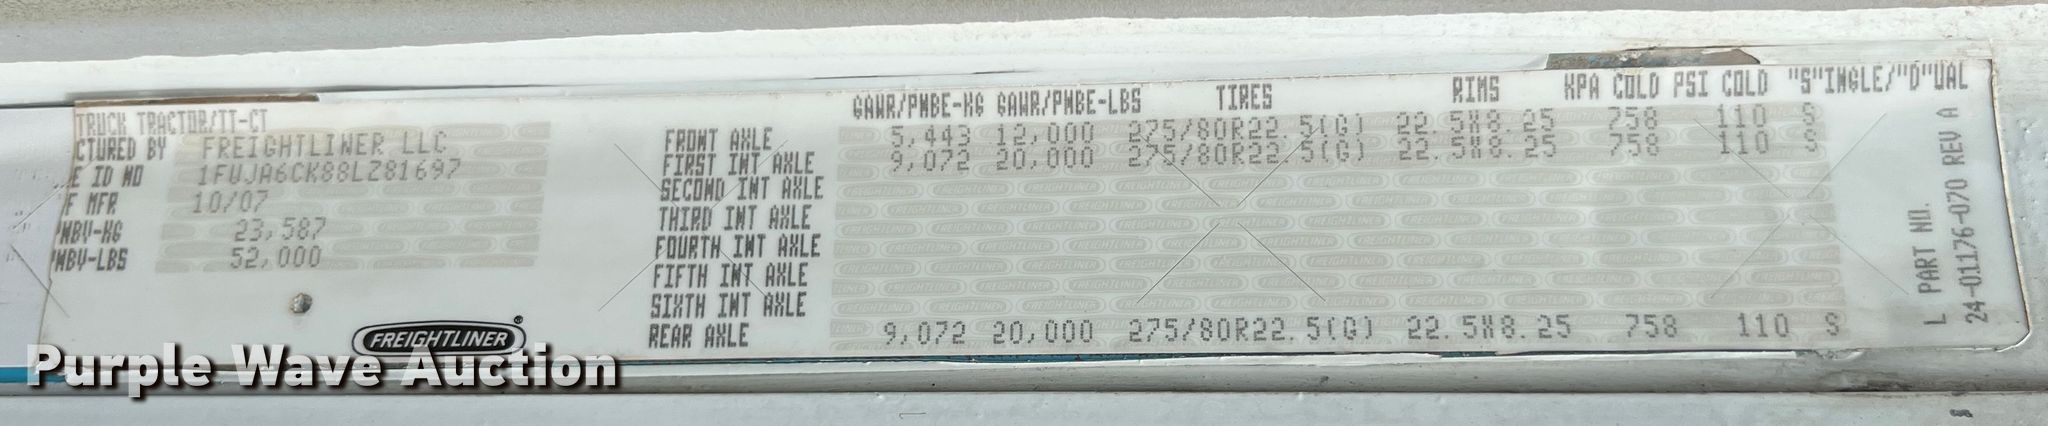 TRUCK TRACTOR/TT-CT
CTURED BY FREIGHTLINER LLC
E ID NO 1FUJA6CK88LZ81697
F MFR 10/07
WBV-KG 23,587
WBV-LBS 52,000
FREIGHTLINER®
GAWR/PNBE-KG GAWR/PNBE-LBS TIRES RIMS KPA COLD PSI COLD "S"INGLE/"D"UAL
FRONT AXLE 5,443 12,000 275/80R22.5(G) 22.5X8.25 758 110 S
FIRST INT AXLE 9,072 20,000 275/80R22.5(G) 22.5X8.25 758 110 S
SECOND INT AXLE
THIRD INT AXLE
FOURTH INT AXLE
FIFTH INT AXLE
SIXTH INT AXLE
REAR AXLE 9,072 20,000 275/80R22.5(G) 22.5X8.25 758 110 S
L PART NO.
24-01176-070 REV A
Purple Wave Auction